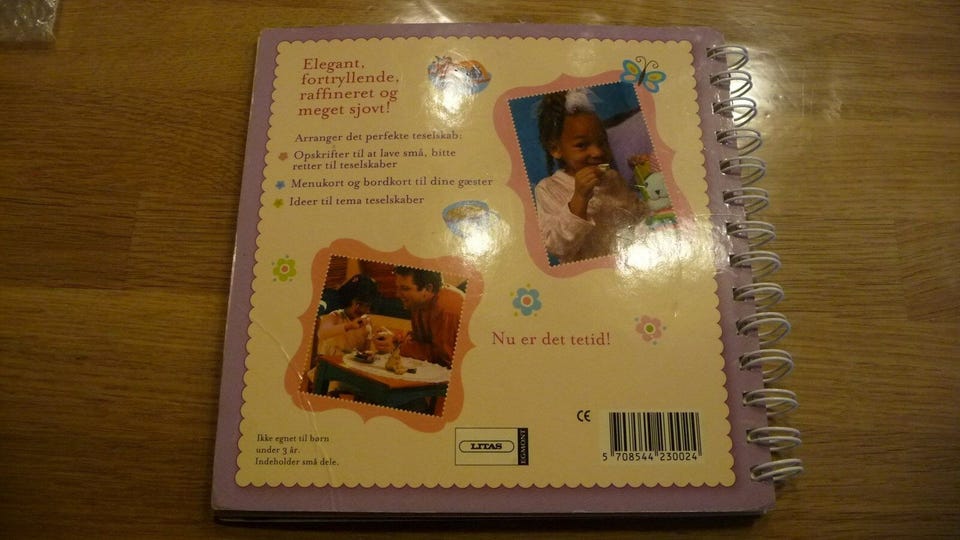 Elegant,
fortryllende,
raffineret og
meget sjovt!
Arranger det perfekte teselskab:
Opskrifter til at lave små, bitte
retter til teselskaber
Menukort og bordkort til dine gæster
Ideer til tema teselskaber
Nu er det tetid!
Ikke egnet til børn
under 3 år.
Indeholder små dele.
LITAS
EGMONT
CE
5 708544 230024